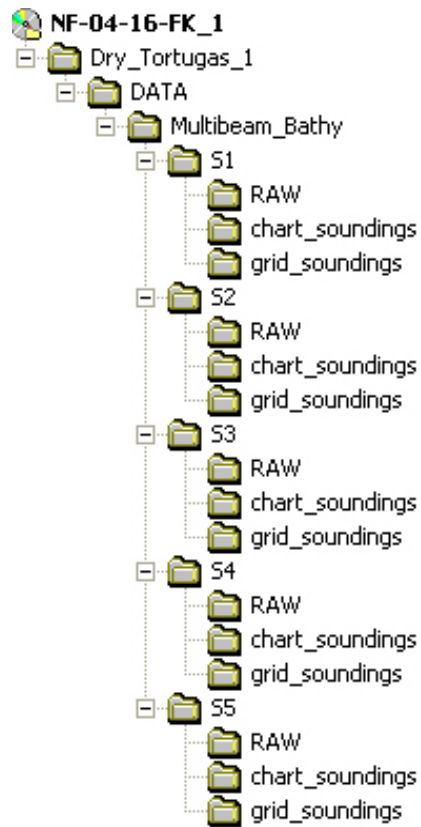 NF-04-16-FK_1
Dry_Tortugas_1
DATA
Multibeam_Bathy
S1
RAW
chart_soundings
grid_soundings
S2
RAW
chart_soundings
grid_soundings
S3
RAW
chart_soundings
grid_soundings
S4
RAW
chart_soundings
grid_soundings
S5
RAW
chart_soundings
grid_soundings